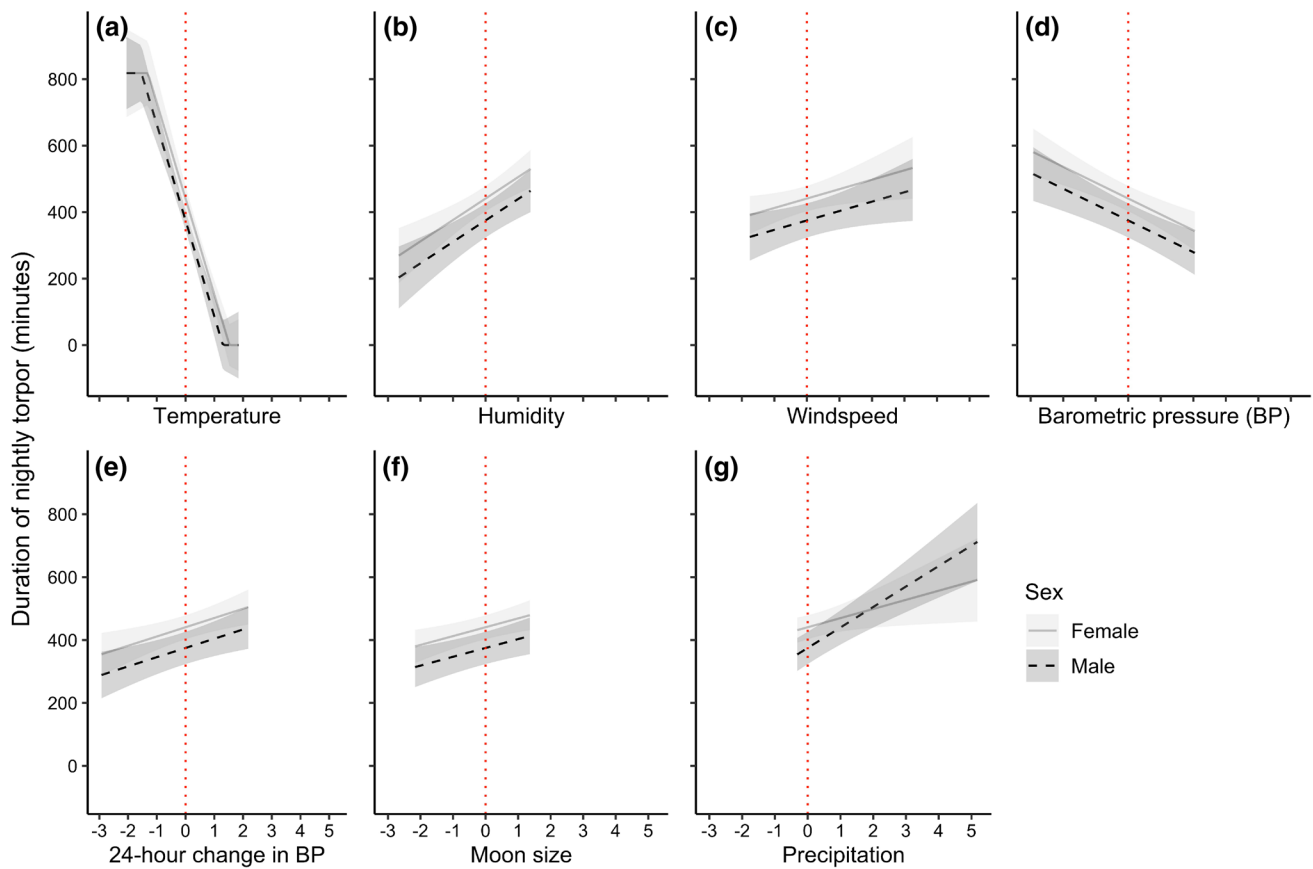 Duration of nightly torpor (minutes)
(a)
(b)
(c)
(d)
800
600
400
200
0
Temperature
Humidity
Windspeed
Barometric pressure (BP)
(e)
(f)
(g)
800
600
400
200
0
-3 -2 -1 0 1 2 3 4 5
-3 -2 -1 0 1 2 3 4 5
-3 -2 -1 0 1 2 3 4 5
24-hour change in BP
Moon size
Precipitation
Sex
Female
Male